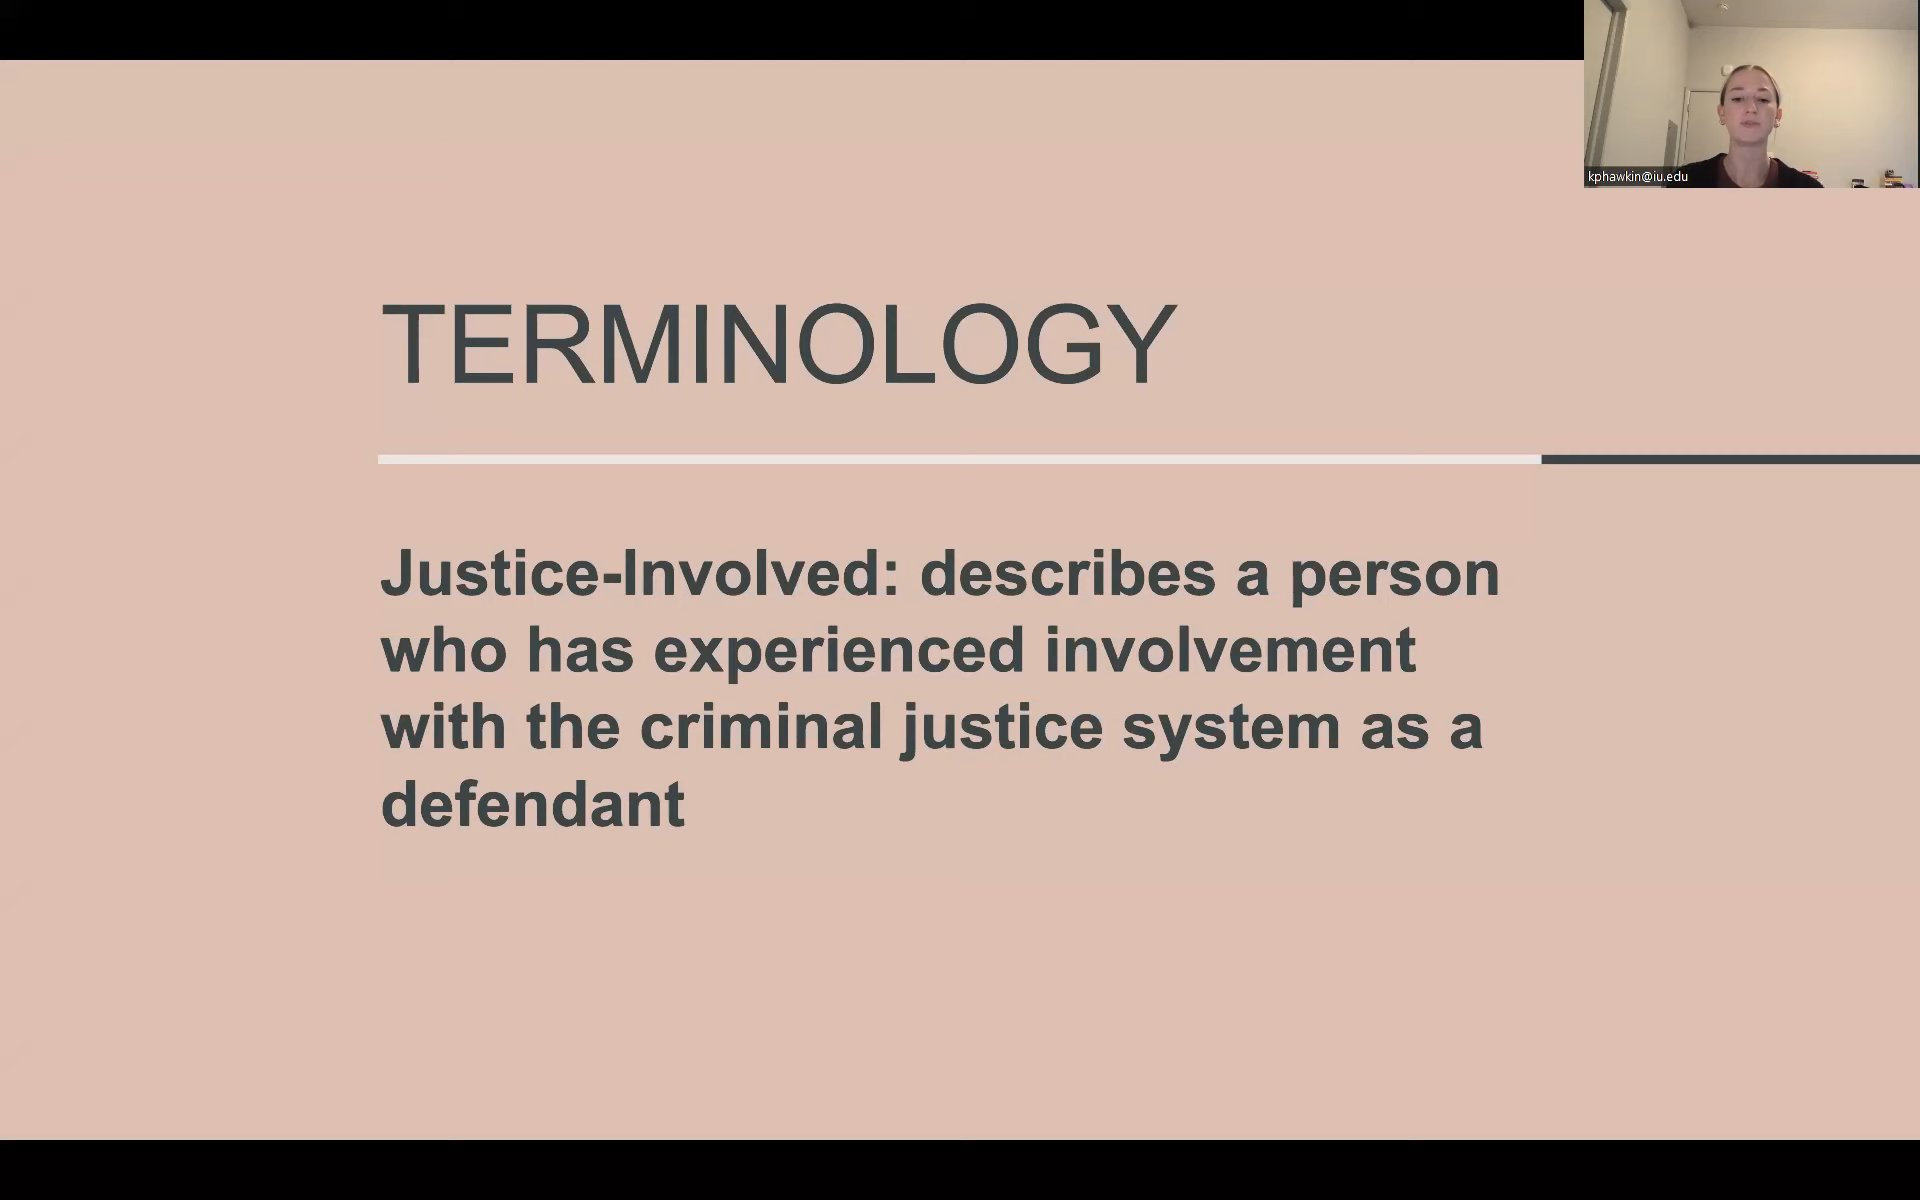 kphawkin@iu.edu
TERMINOLOGY
Justice-Involved: describes a person
who has experienced involvement
with the criminal justice system as a
defendant